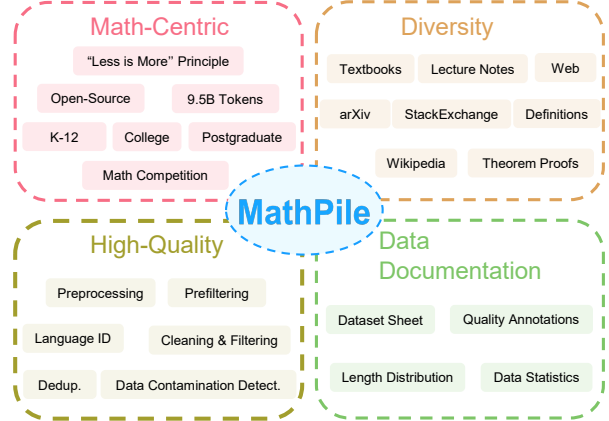 Math-Centric
“Less is More” Principle
Open-Source
9.5B Tokens
K-12
College
Postgraduate
Math Competition
Diversity
Textbooks
Lecture Notes
Web
arXiv
StackExchange
Definitions
Wikipedia
Theorem Proofs
MathPile
High-Quality
Preprocessing
Prefiltering
Language ID
Cleaning & Filtering
Dedup.
Data Contamination Detect.
Data
Documentation
Dataset Sheet
Quality Annotations
Length Distribution
Data Statistics